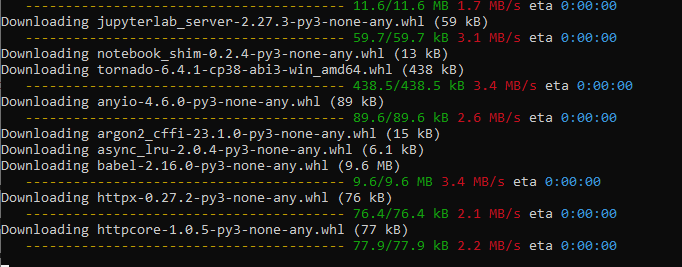 ---------------------------------------- 11.6/11.6 MB 1.7 MB/s eta 0:00:00
Downloading jupyterlab_server-2.27.3-py3-none-any.whl (59 kB)
---------------------------------------- 59.7/59.7 kB 3.1 MB/s eta 0:00:00
Downloading notebook_shim-0.2.4-py3-none-any.whl (13 kB)
Downloading tornado-6.4.1-cp38-abi3-win_amd64.whl (438 kB)
---------------------------------------- 438.5/438.5 kB 3.4 MB/s eta 0:00:00
Downloading anyio-4.6.0-py3-none-any.whl (89 kB)
---------------------------------------- 89.6/89.6 kB 2.6 MB/s eta 0:00:00
Downloading argon2_cffi-23.1.0-py3-none-any.whl (15 kB)
Downloading async_lru-2.0.4-py3-none-any.whl (6.1 kB)
Downloading babel-2.16.0-py3-none-any.whl (9.6 MB)
---------------------------------------- 9.6/9.6 MB 3.4 MB/s eta 0:00:00
Downloading httpx-0.27.2-py3-none-any.whl (76 kB)
---------------------------------------- 76.4/76.4 kB 2.1 MB/s eta 0:00:00
Downloading httpcore-1.0.5-py3-none-any.whl (77 kB)
---------------------------------------- 77.9/77.9 kB 2.2 MB/s eta 0:00:00